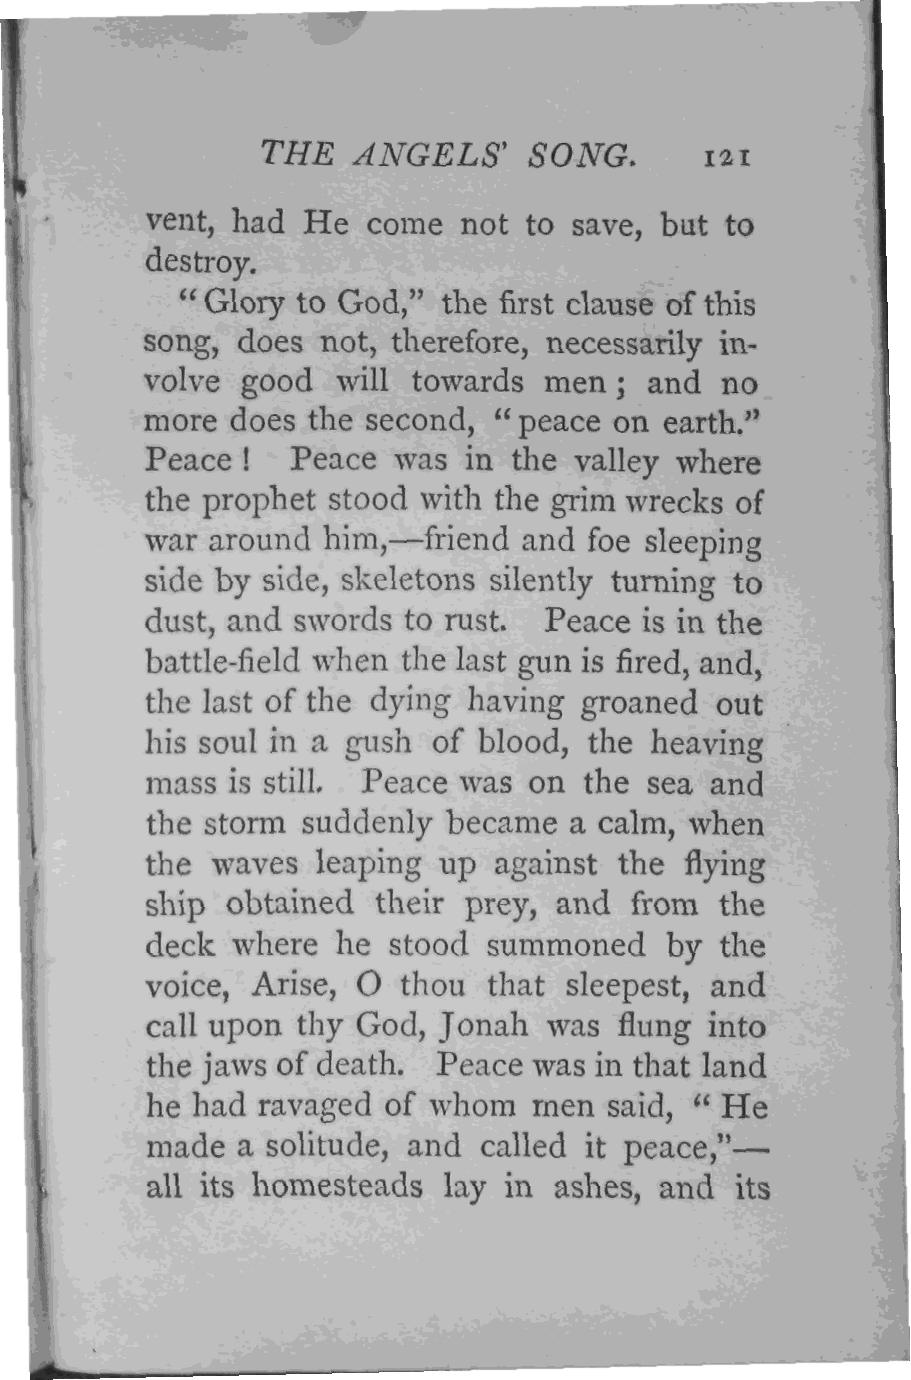 THE ANGELS' SONG. 121
vent, had He come not to save, but to
destroy.
“Glory to God,” the first clause of this
song, does not, therefore, necessarily in-
volve good will towards men; and no
more does the second, “peace on earth.”
Peace! Peace was in the valley where
the prophet stood with the grim wrecks of
war around him,—friend and foe sleeping
side by side, skeletons silently turning to
dust, and swords to rust. Peace is in the
battle-field when the last gun is fired, and,
the last of the dying having groaned out
his soul in a gush of blood, the heaving
mass is still. Peace was on the sea and
the storm suddenly became a calm, when
the waves leaping up against the flying
ship obtained their prey, and from the
deck where he stood summoned by the
voice, Arise, O thou that sleepest, and
call upon thy God, Jonah was flung into
the jaws of death. Peace was in that land
he had ravaged of whom men said, “He
made a solitude, and called it peace,”—
all its homesteads lay in ashes, and its